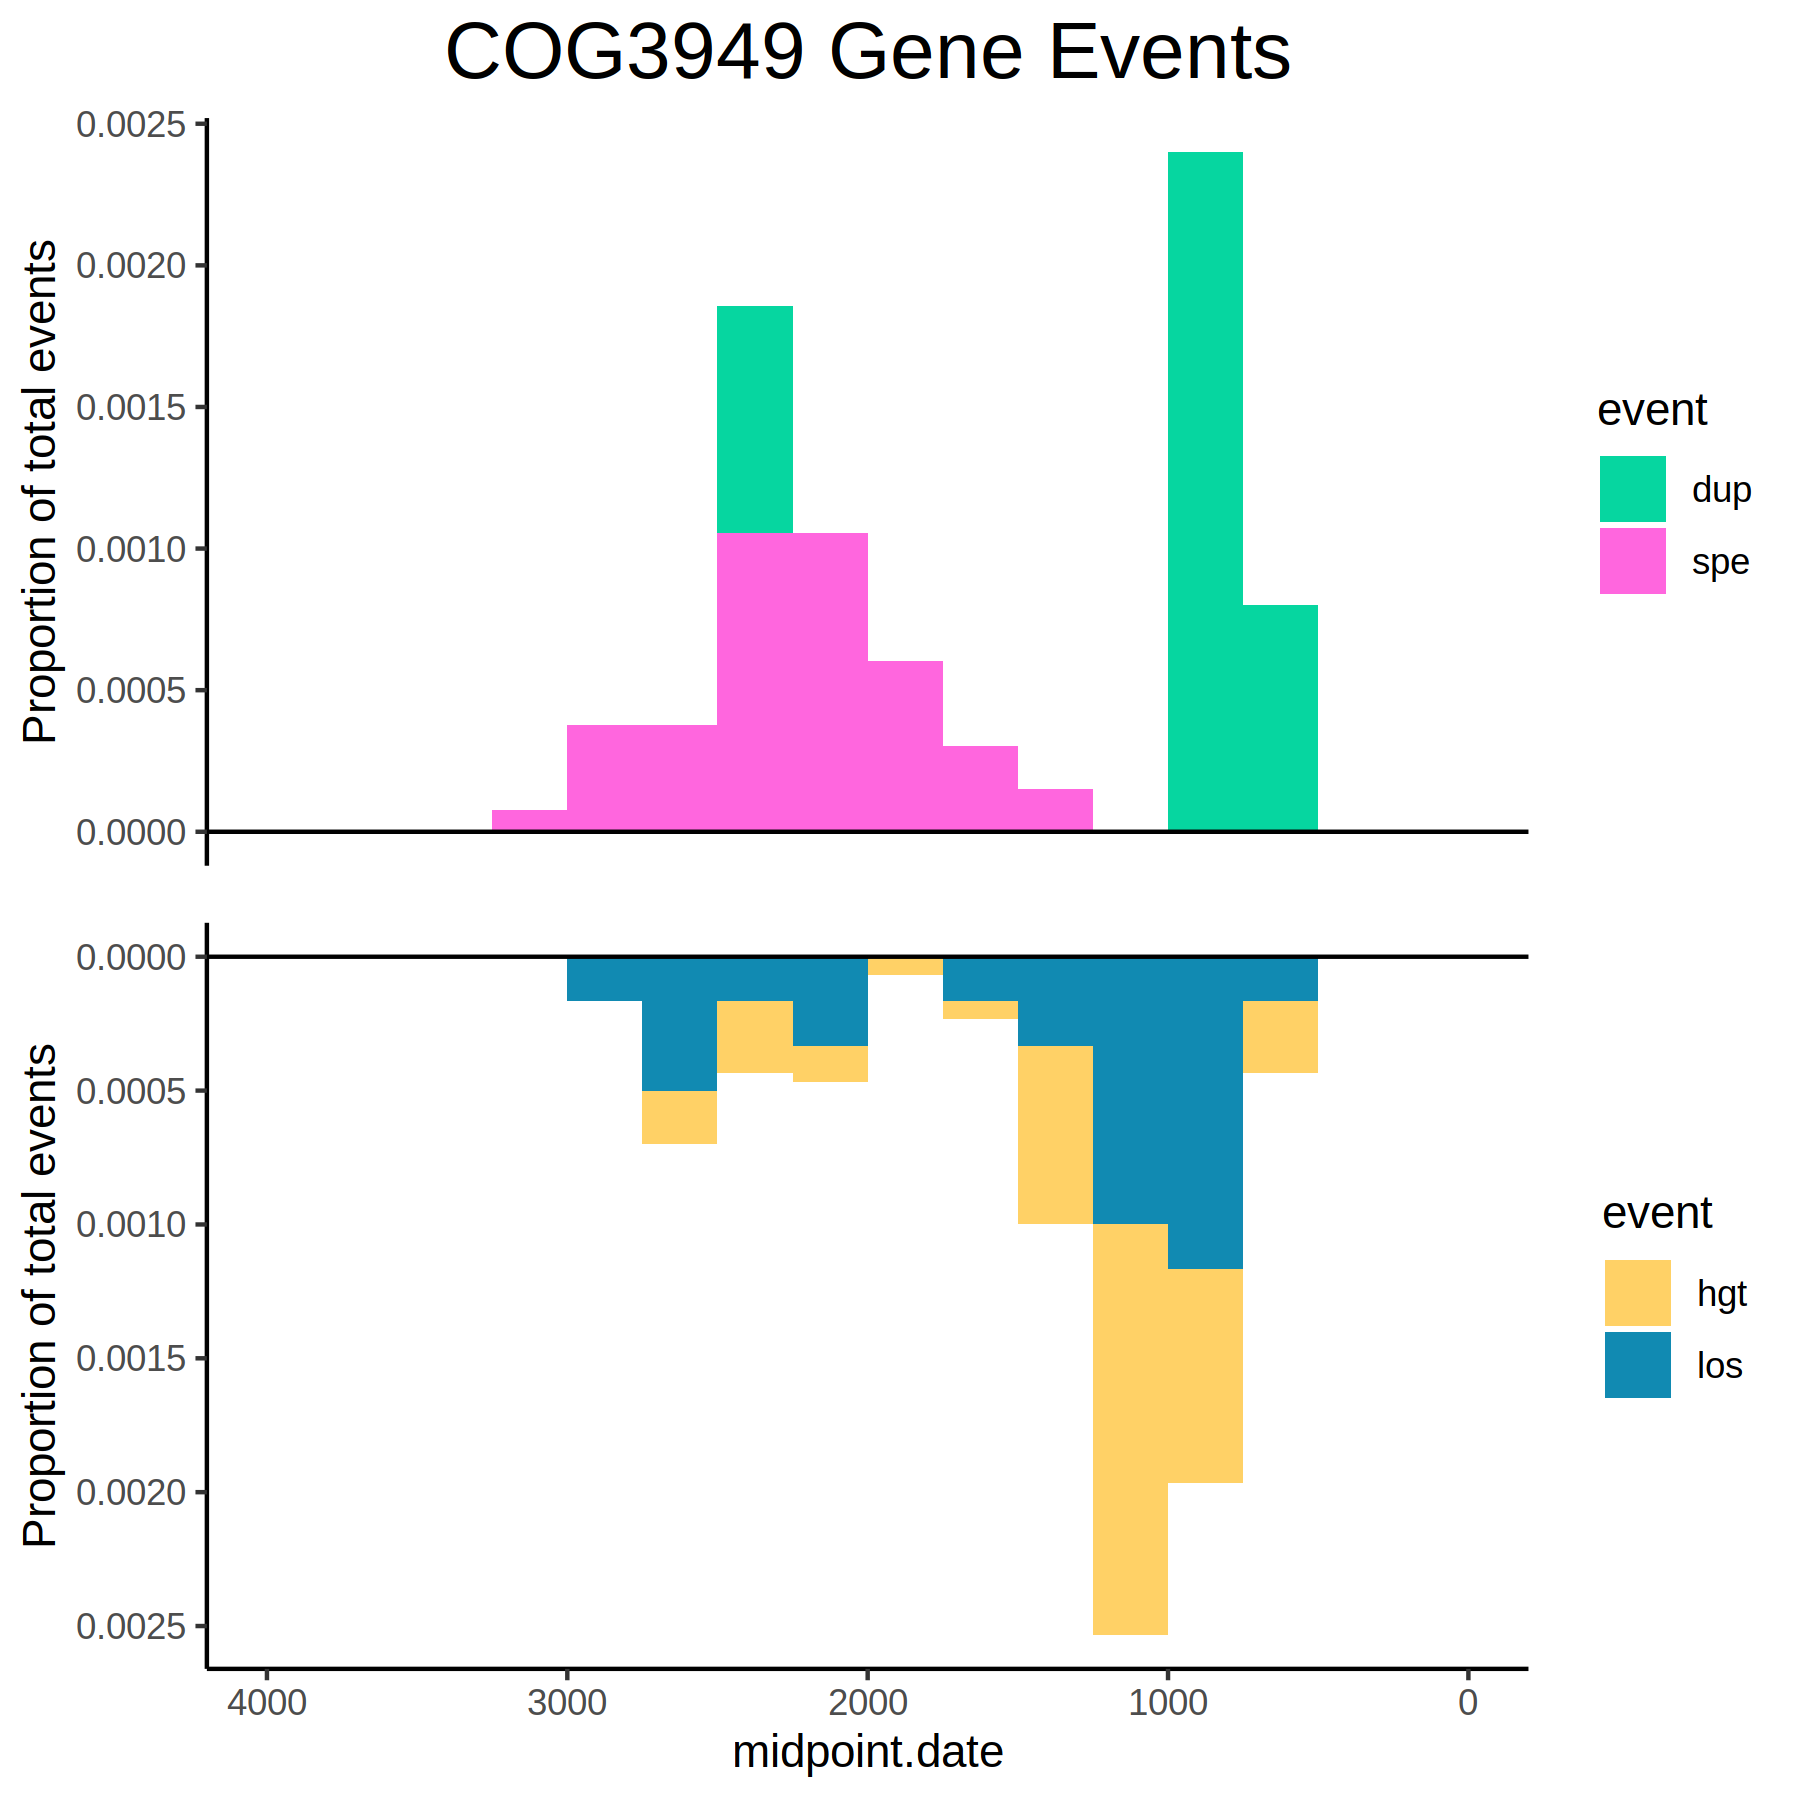 COG3949 Gene Events
Proportion of total events
0.0025
0.0020
0.0015
0.0010
0.0005
0.0000
event
dup
spe
Proportion of total events
0.0000
0.0005
0.0010
0.0015
0.0020
0.0025
event
hgt
los
4000 3000 2000 1000 0
midpoint.date